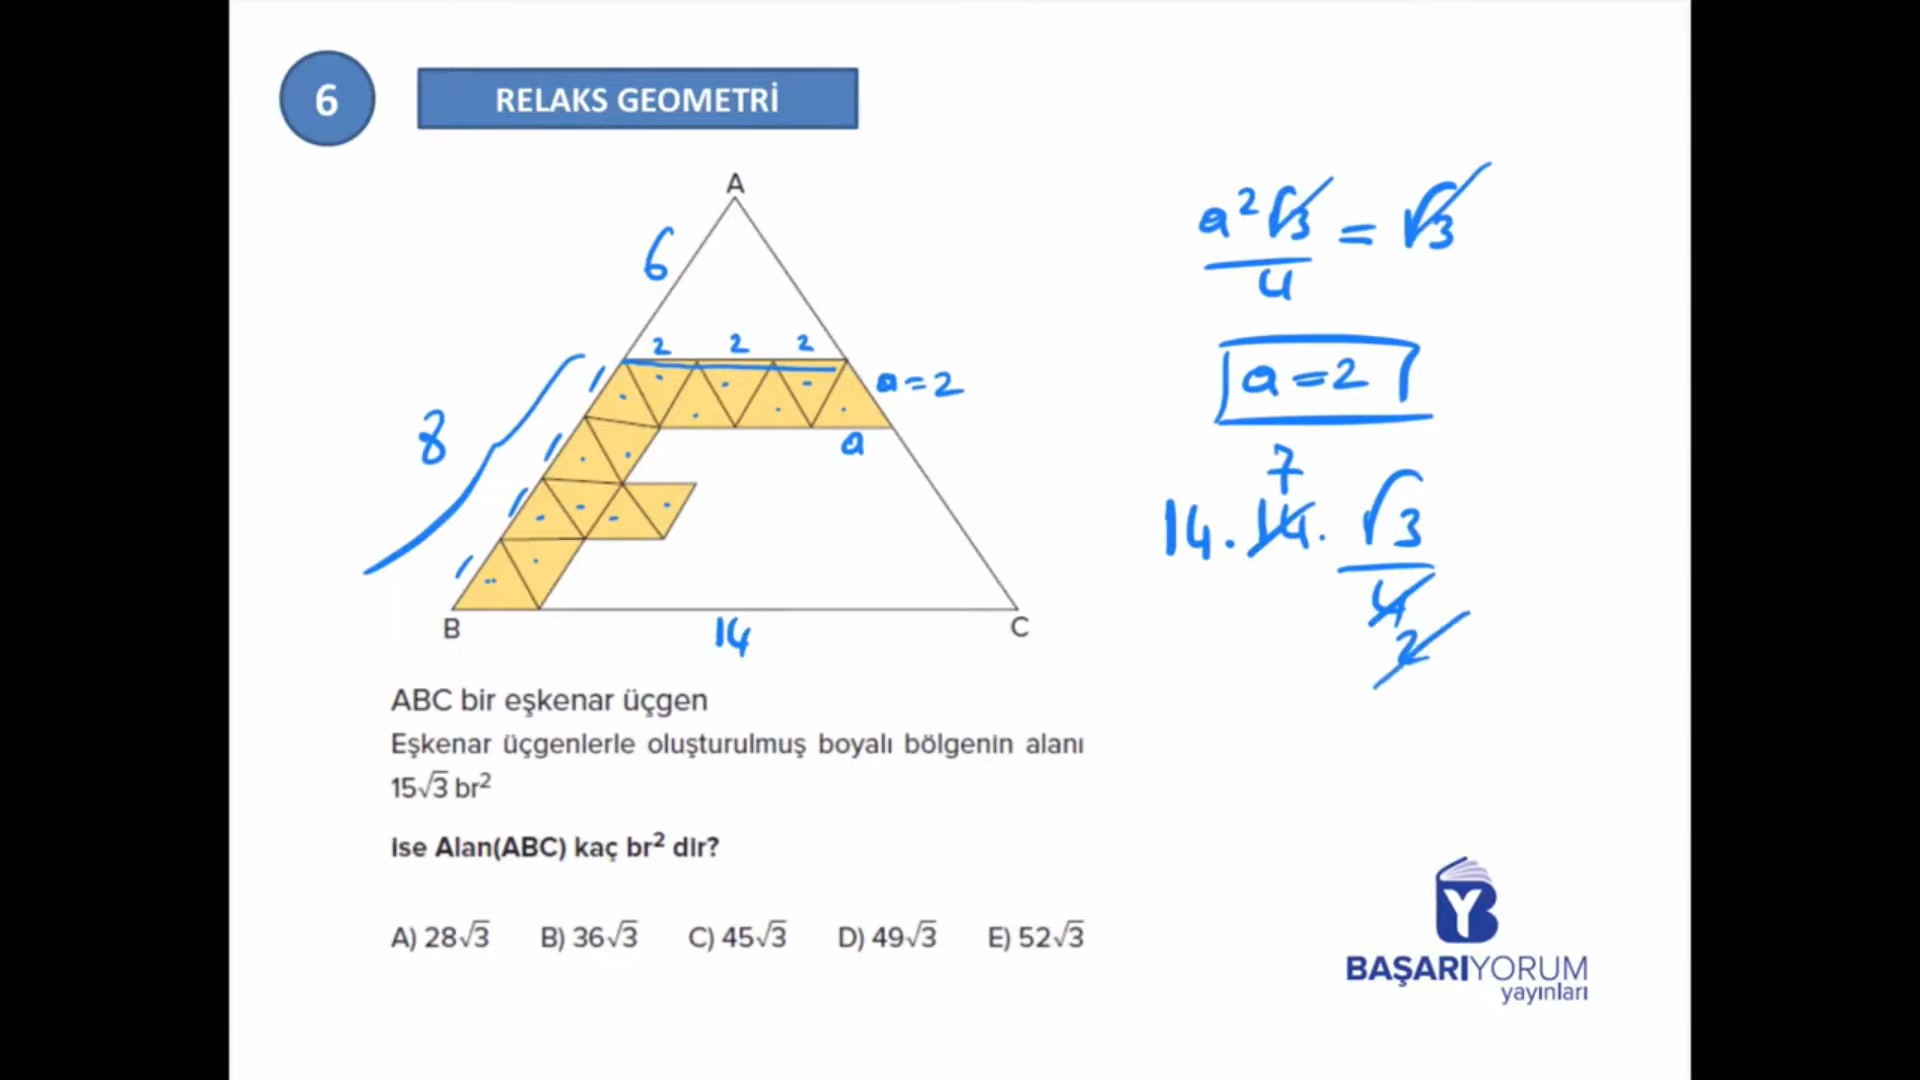 6
RELAKS GEOMETRİ
A
6
2 2 2
a = 2
a
8
B
14
C
a²√3 / 4 = √3
a = 2
7
14 . 14 . √3 / 4
2
ABC bir eşkenar üçgen
Eşkenar üçgenlerle oluşturulmuş boyalı bölgenin alanı
15√3 br²
ise Alan(ABC) kaç br² dir?
A) 28√3 B) 36√3 C) 45√3 D) 49√3 E) 52√3
BY
BAŞARIYORUM
yayınları